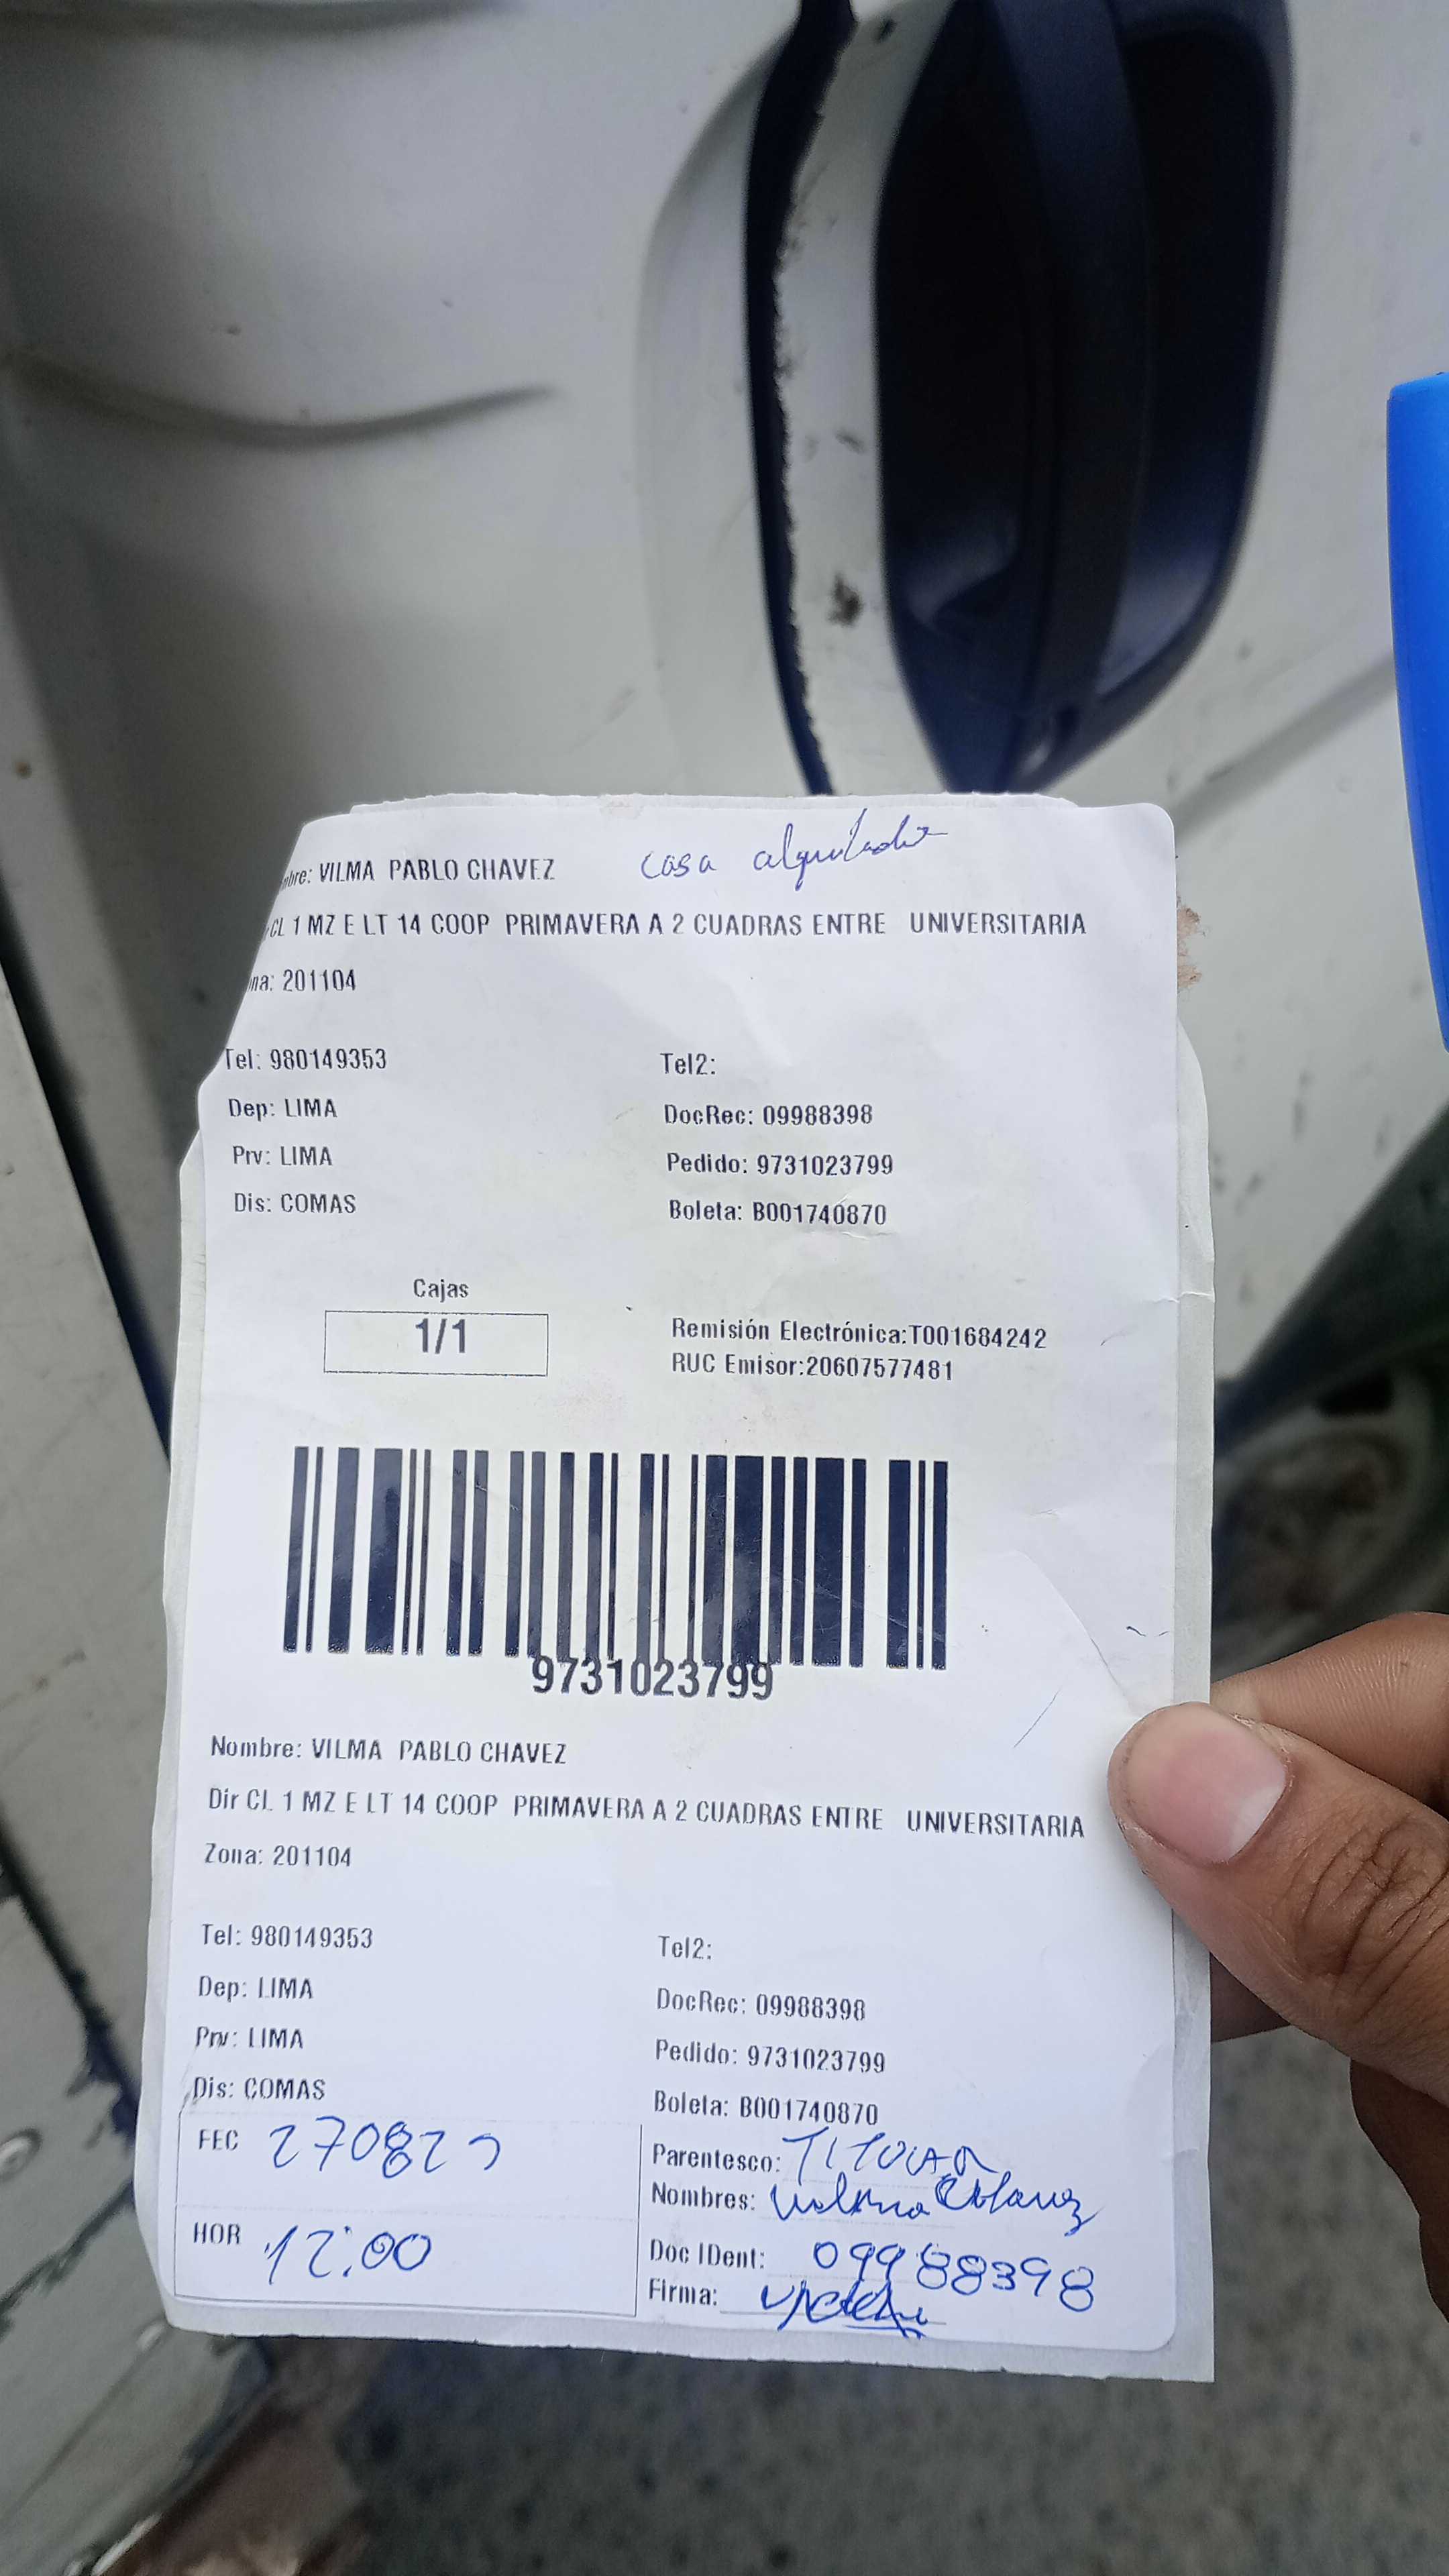 mbre: VILMA PABLO CHAVEZ casa alquilada
CL 1 MZ E LT 14 COOP PRIMAVERA A 2 CUADRAS ENTRE UNIVERSITARIA
na: 201104
Tel: 980149353 Tel2:
Dep: LIMA DocRec: 09988398
Prv: LIMA Pedido: 9731023799
Dis: COMAS Boleta: B001740870
Cajas
1/1
Remisión Electrónica:T001684242
RUC Emisor:20607577481
9731023799
Nombre: VILMA PABLO CHAVEZ
Dir CL 1 MZ E LT 14 COOP PRIMAVERA A 2 CUADRAS ENTRE UNIVERSITARIA
Zona: 201104
Tel: 980149353 Tel2:
Dep: LIMA DocRec: 09988398
Prv: LIMA Pedido: 9731023799
Dis: COMAS Boleta: B001740870
FEC Parentesco: TITULAR
Nombres: Chavez
HOR 12:00 Doc IDent: 09988398
Firma: